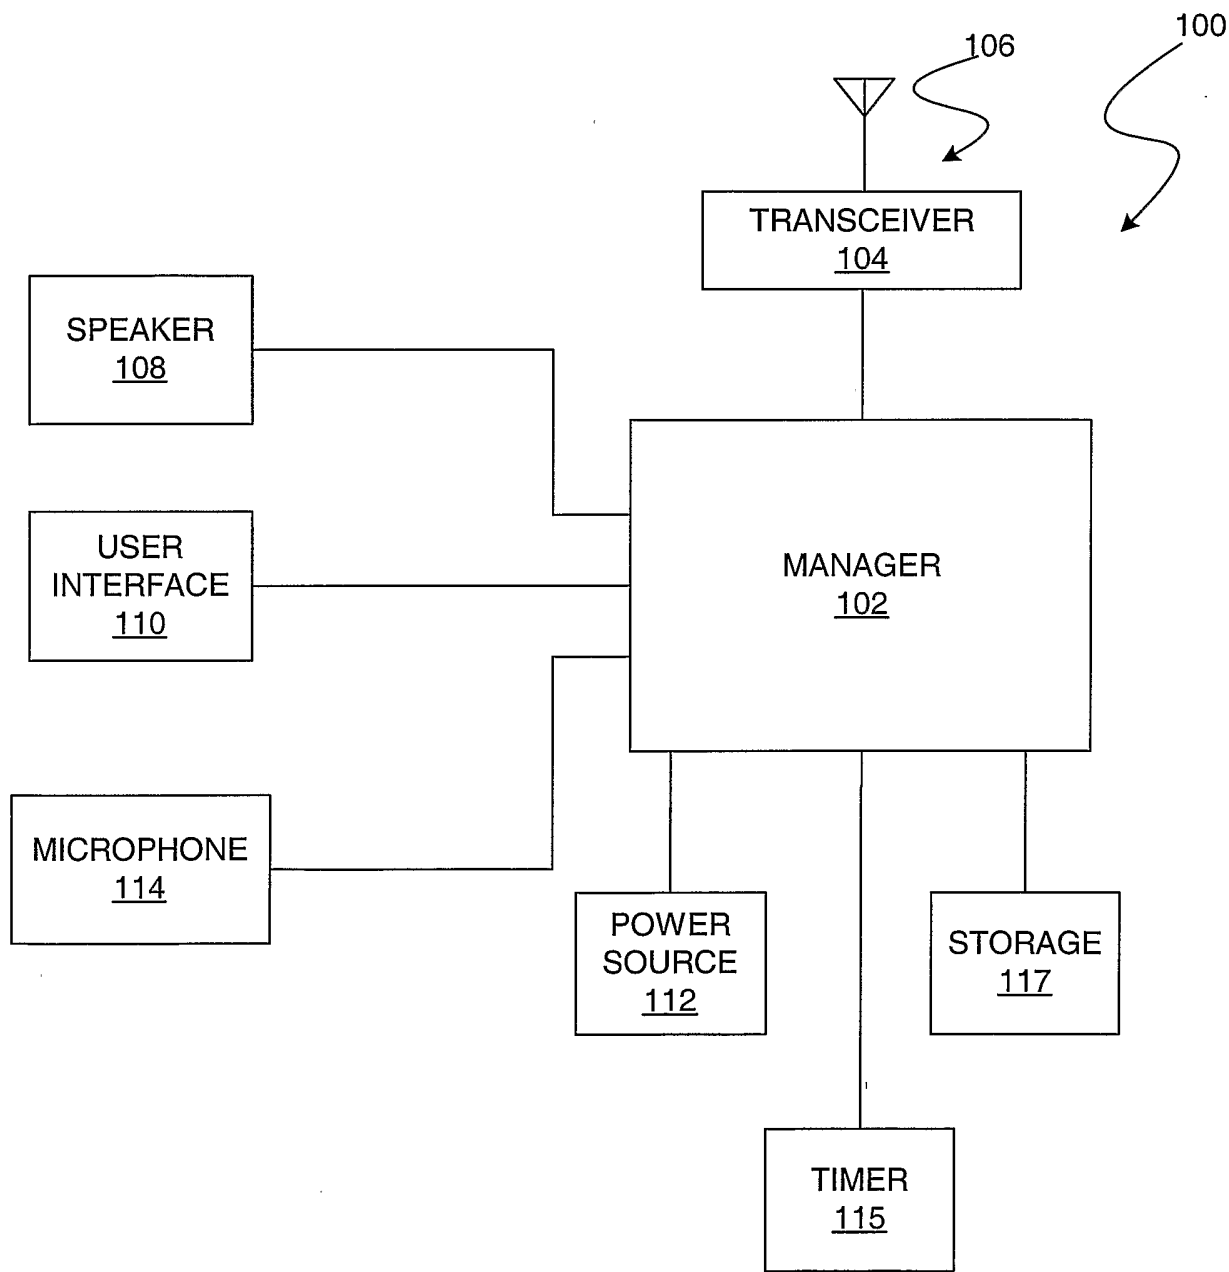 100
106
TRANSCEIVER
104
SPEAKER
108
USER
INTERFACE
110
MANAGER
102
MICROPHONE
114
POWER
SOURCE
112
STORAGE
117
TIMER
115